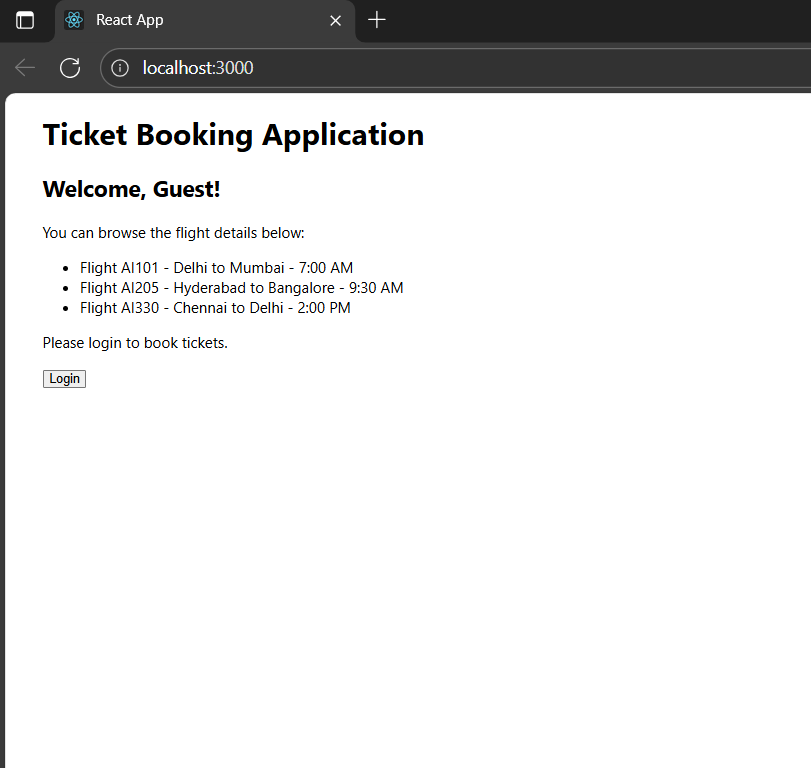 React App
localhost:3000
Ticket Booking Application
Welcome, Guest!
You can browse the flight details below:
Flight AI101 - Delhi to Mumbai - 7:00 AM
Flight AI205 - Hyderabad to Bangalore - 9:30 AM
Flight AI330 - Chennai to Delhi - 2:00 PM
Please login to book tickets.
Login